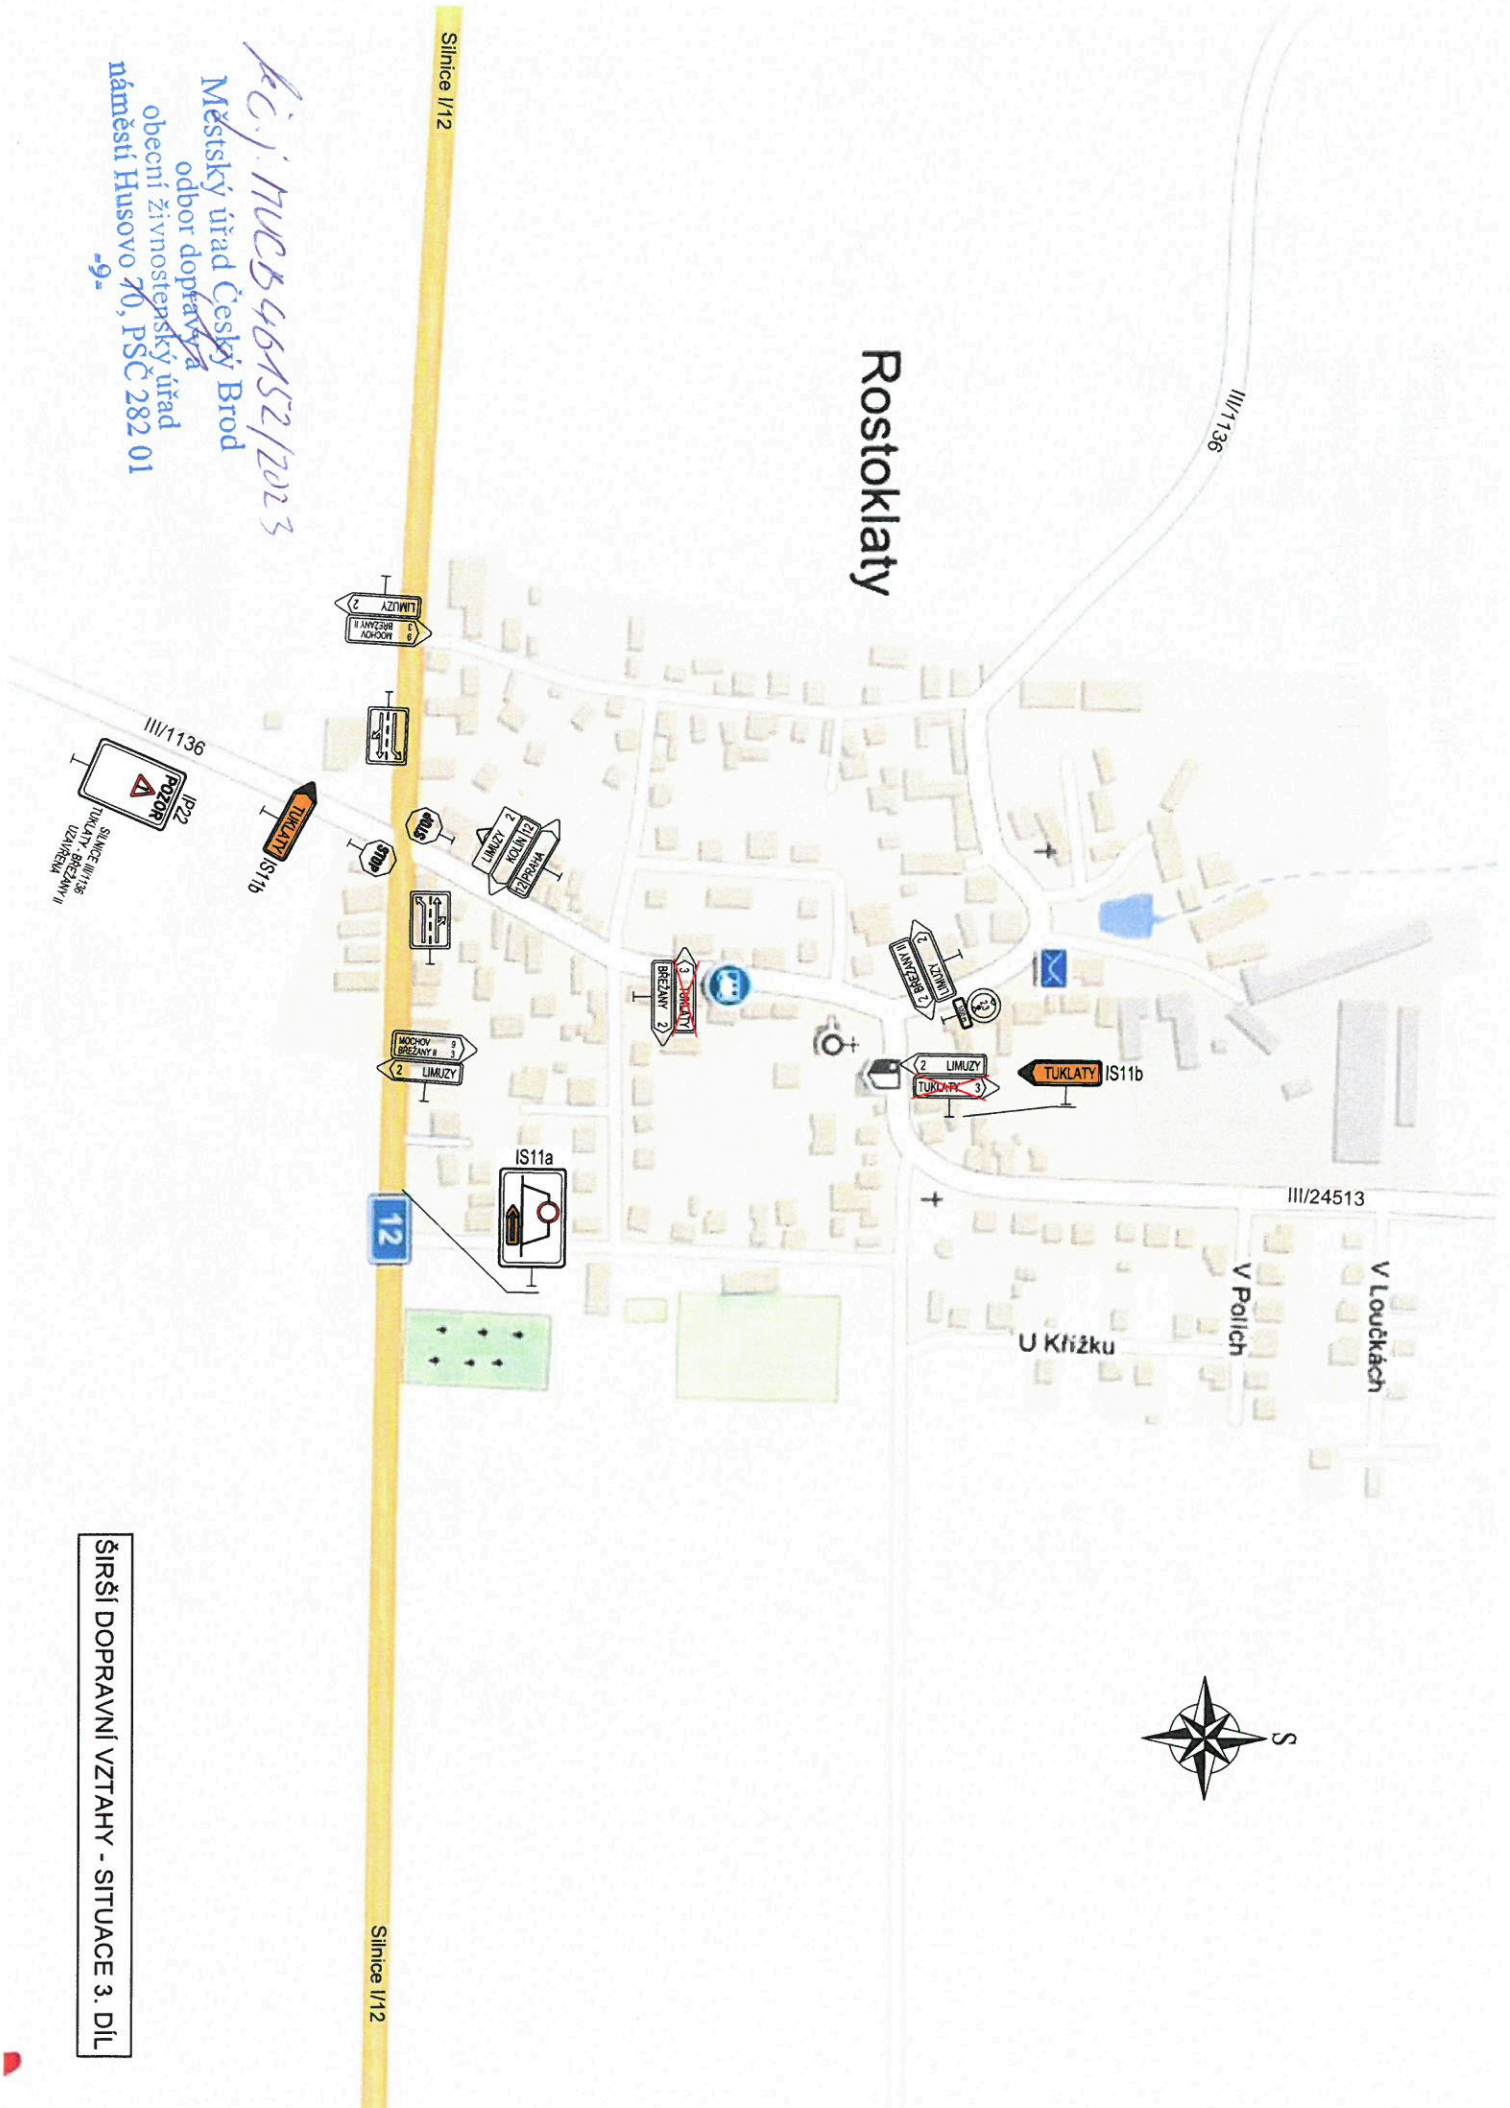 Silnice I/12
k č.j. MUCB 46152/2023
Městský úřad Český Brod
odbor dopravy a
obecní živnostenský úřad
náměstí Husovo 70, PSČ 282 01
-9-
Rostoklaty
III/1136
LIMUZY 2
MOCHOV 9
BŘEŽANY II 3
III/1136
IP22
POZOR
SILNICE III/1136
TUKLATY - BŘEŽANY II
UZAVŘENA
TUKLATY
IS11b
STOP
STOP
LIMUZY 2
KOLÍN 12
12 PRAHA
3 TUKLATY
BŘEŽANY 2
2 LIMUZY
BŘEŽANY II 2
2 LIMUZY
TUKLATY 3
TUKLATY
IS11b
MOCHOV 9
BŘEŽANY II 3
2 LIMUZY
IS11a
12
III/24513
V Loučkách
V Polích
U Křížku
S
Silnice I/12
ŠIRŠÍ DOPRAVNÍ VZTAHY - SITUACE 3. DÍL